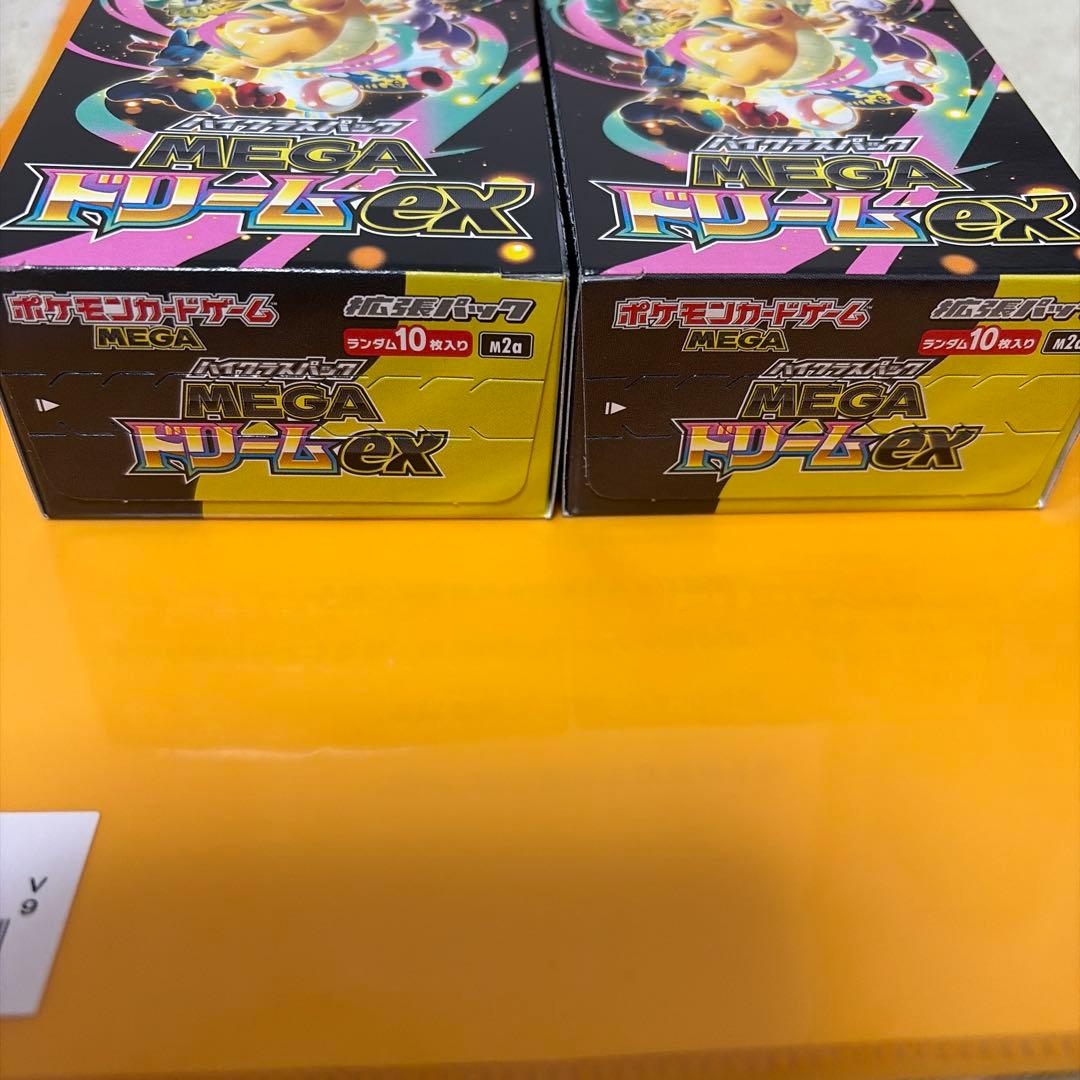 ハイクラスパック
MEGA
ドリームex
ポケモンカードゲーム
MEGA
拡張パック
ランダム10枚入り M2a
ハイクラスパック
MEGA
ドリームex
ハイクラスパック
MEGA
ドリームex
ポケモンカードゲーム
MEGA
拡張パック
ランダム10枚入り M2a
ハイクラスパック
MEGA
ドリームex
V
9